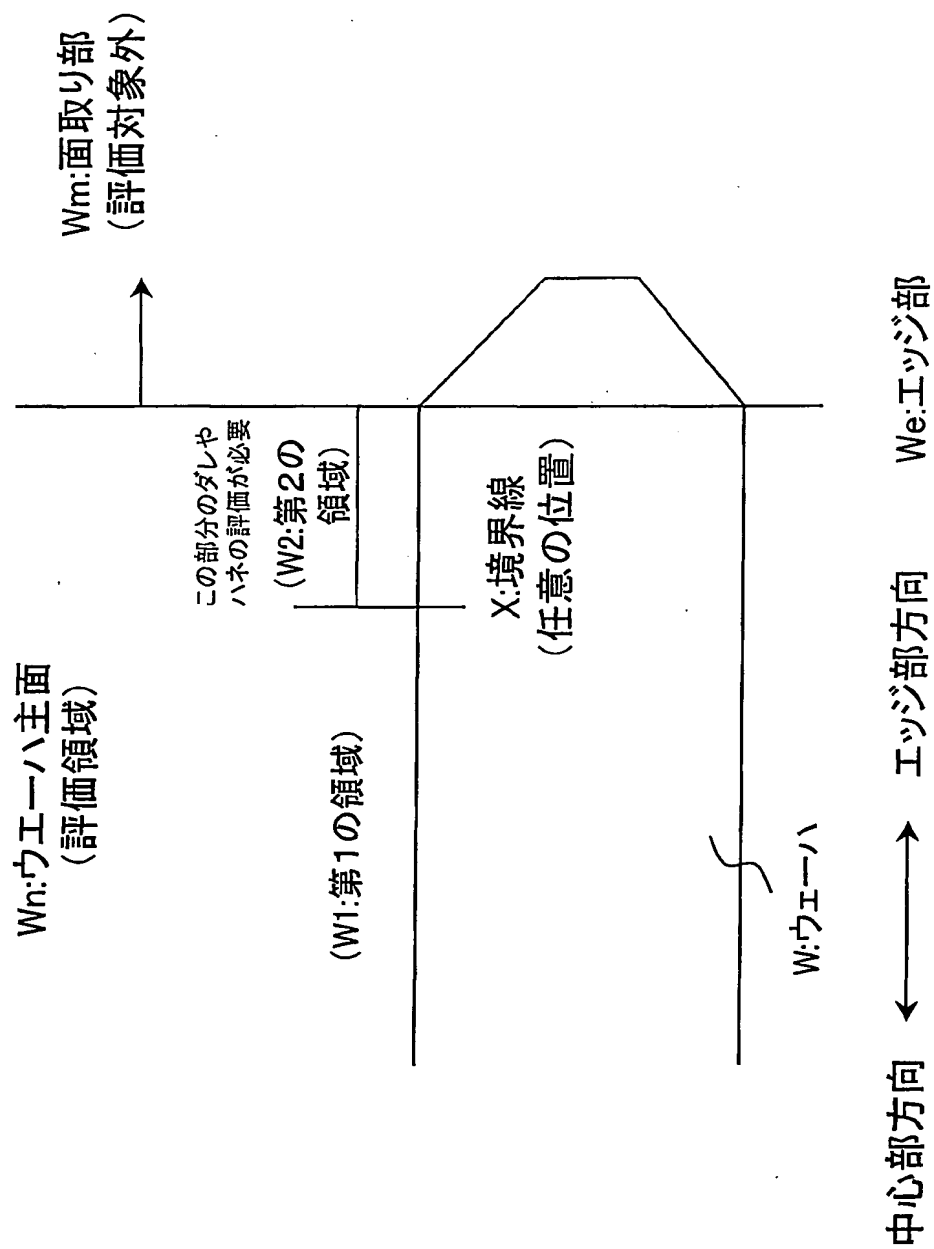 Wn:ウエーハ主面
(評価領域)
Wm:面取り部
(評価対象外)
この部分のダレや
ハネの評価が必要
(W2:第2の
領域)
(W1:第1の領域)
X:境界線
(任意の位置)
W:ウェーハ
中心部方向
エッジ部方向
We:エッジ部